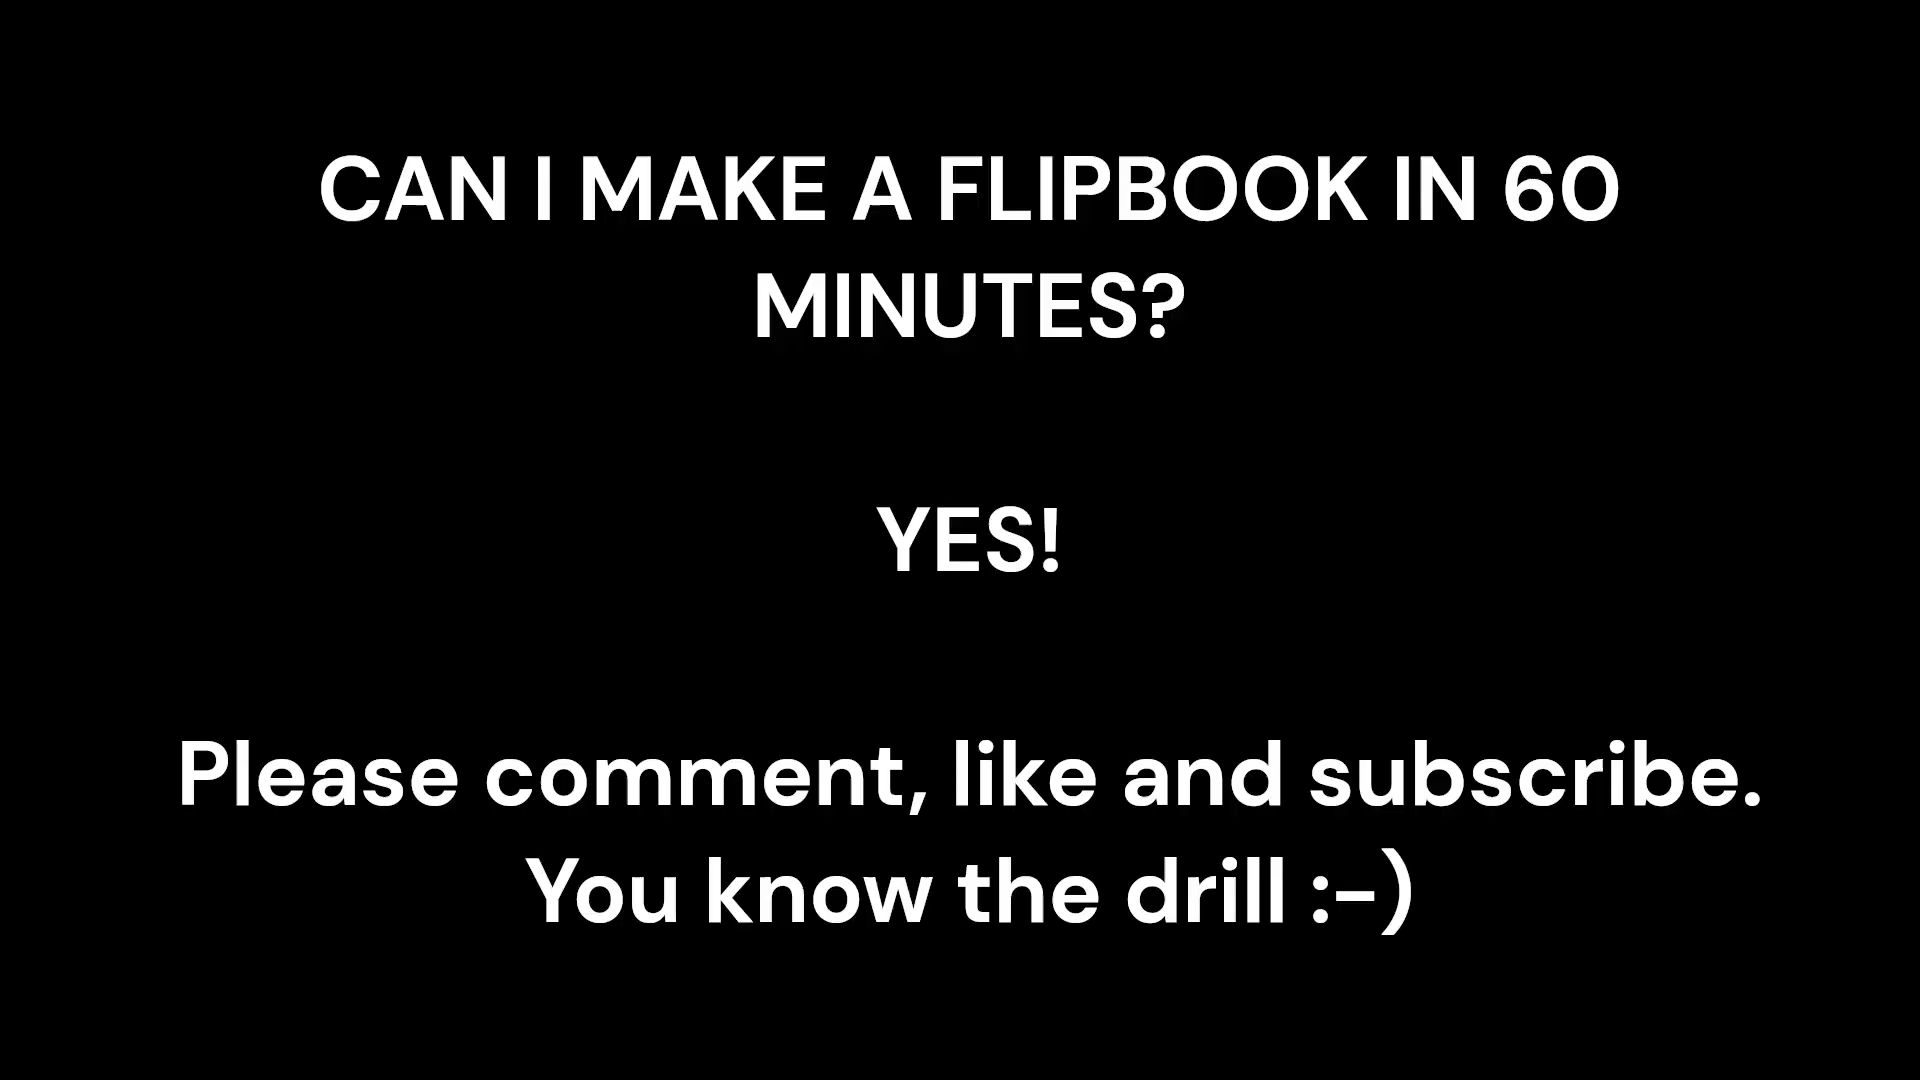 CAN I MAKE A FLIPBOOK IN 60
MINUTES?
YES!
Please comment, like and subscribe.
You know the drill :-)